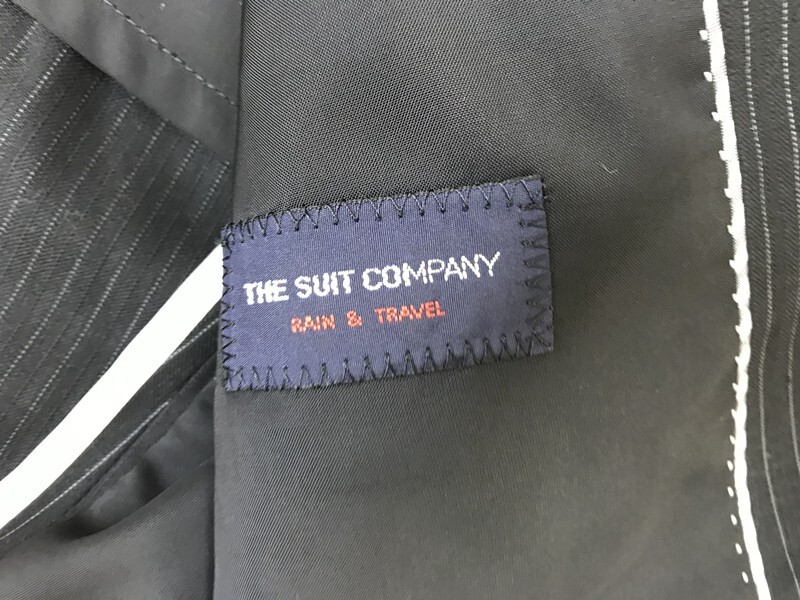 THE SUIT COMPANY
RAIN & TRAVEL